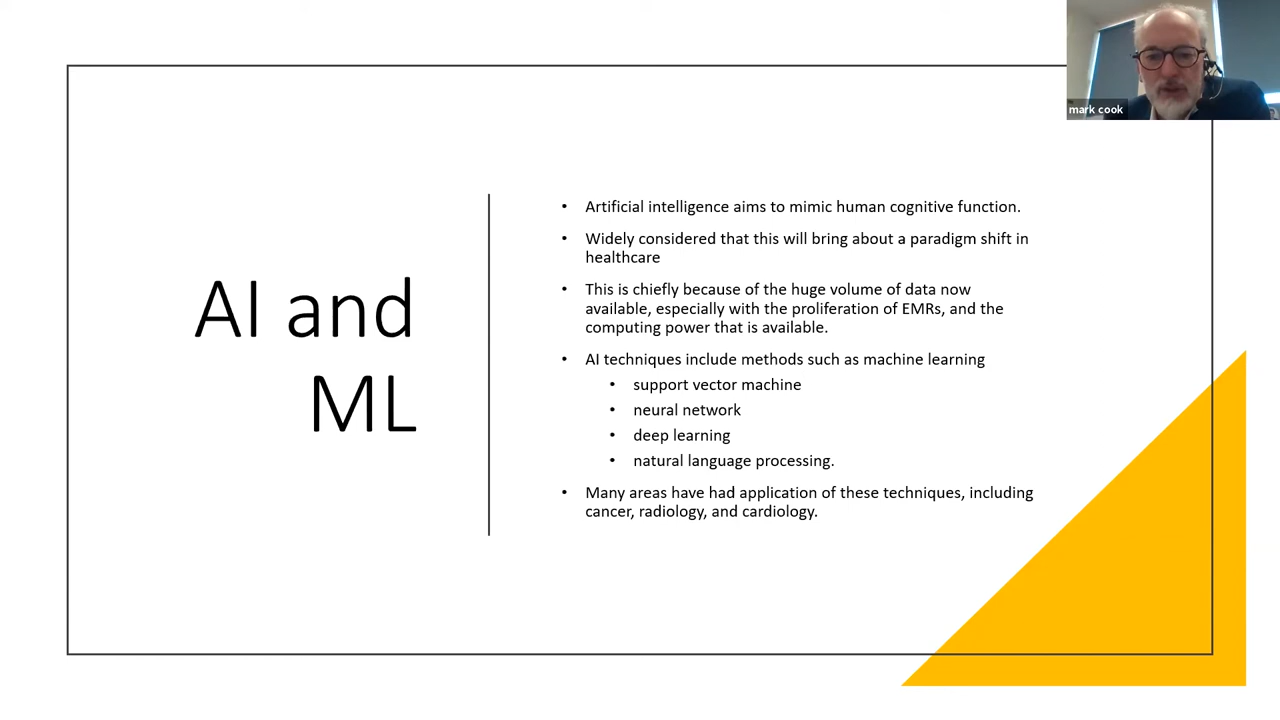 mark cook
AI and
ML
• Artificial intelligence aims to mimic human cognitive function.
• Widely considered that this will bring about a paradigm shift in
healthcare
• This is chiefly because of the huge volume of data now
available, especially with the proliferation of EMRs, and the
computing power that is available.
• AI techniques include methods such as machine learning
• support vector machine
• neural network
• deep learning
• natural language processing.
• Many areas have had application of these techniques, including
cancer, radiology, and cardiology.